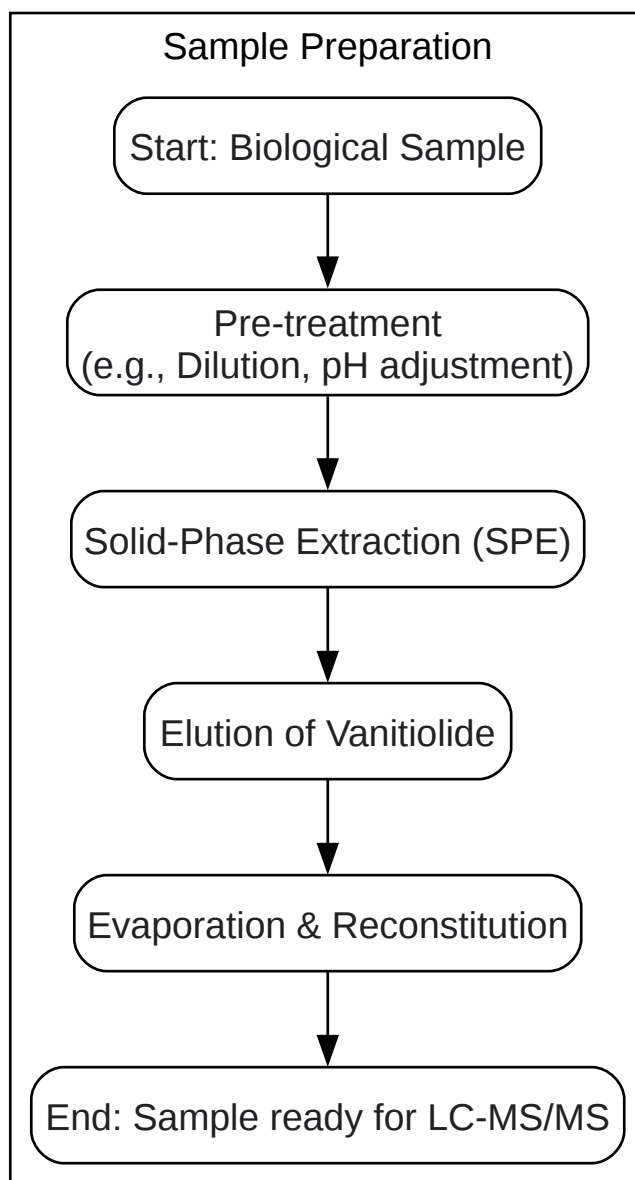 Sample Preparation
Start: Biological Sample
Pre-treatment
(e.g., Dilution, pH adjustment)
Solid-Phase Extraction (SPE)
Elution of Vanitiolide
Evaporation & Reconstitution
End: Sample ready for LC-MS/MS